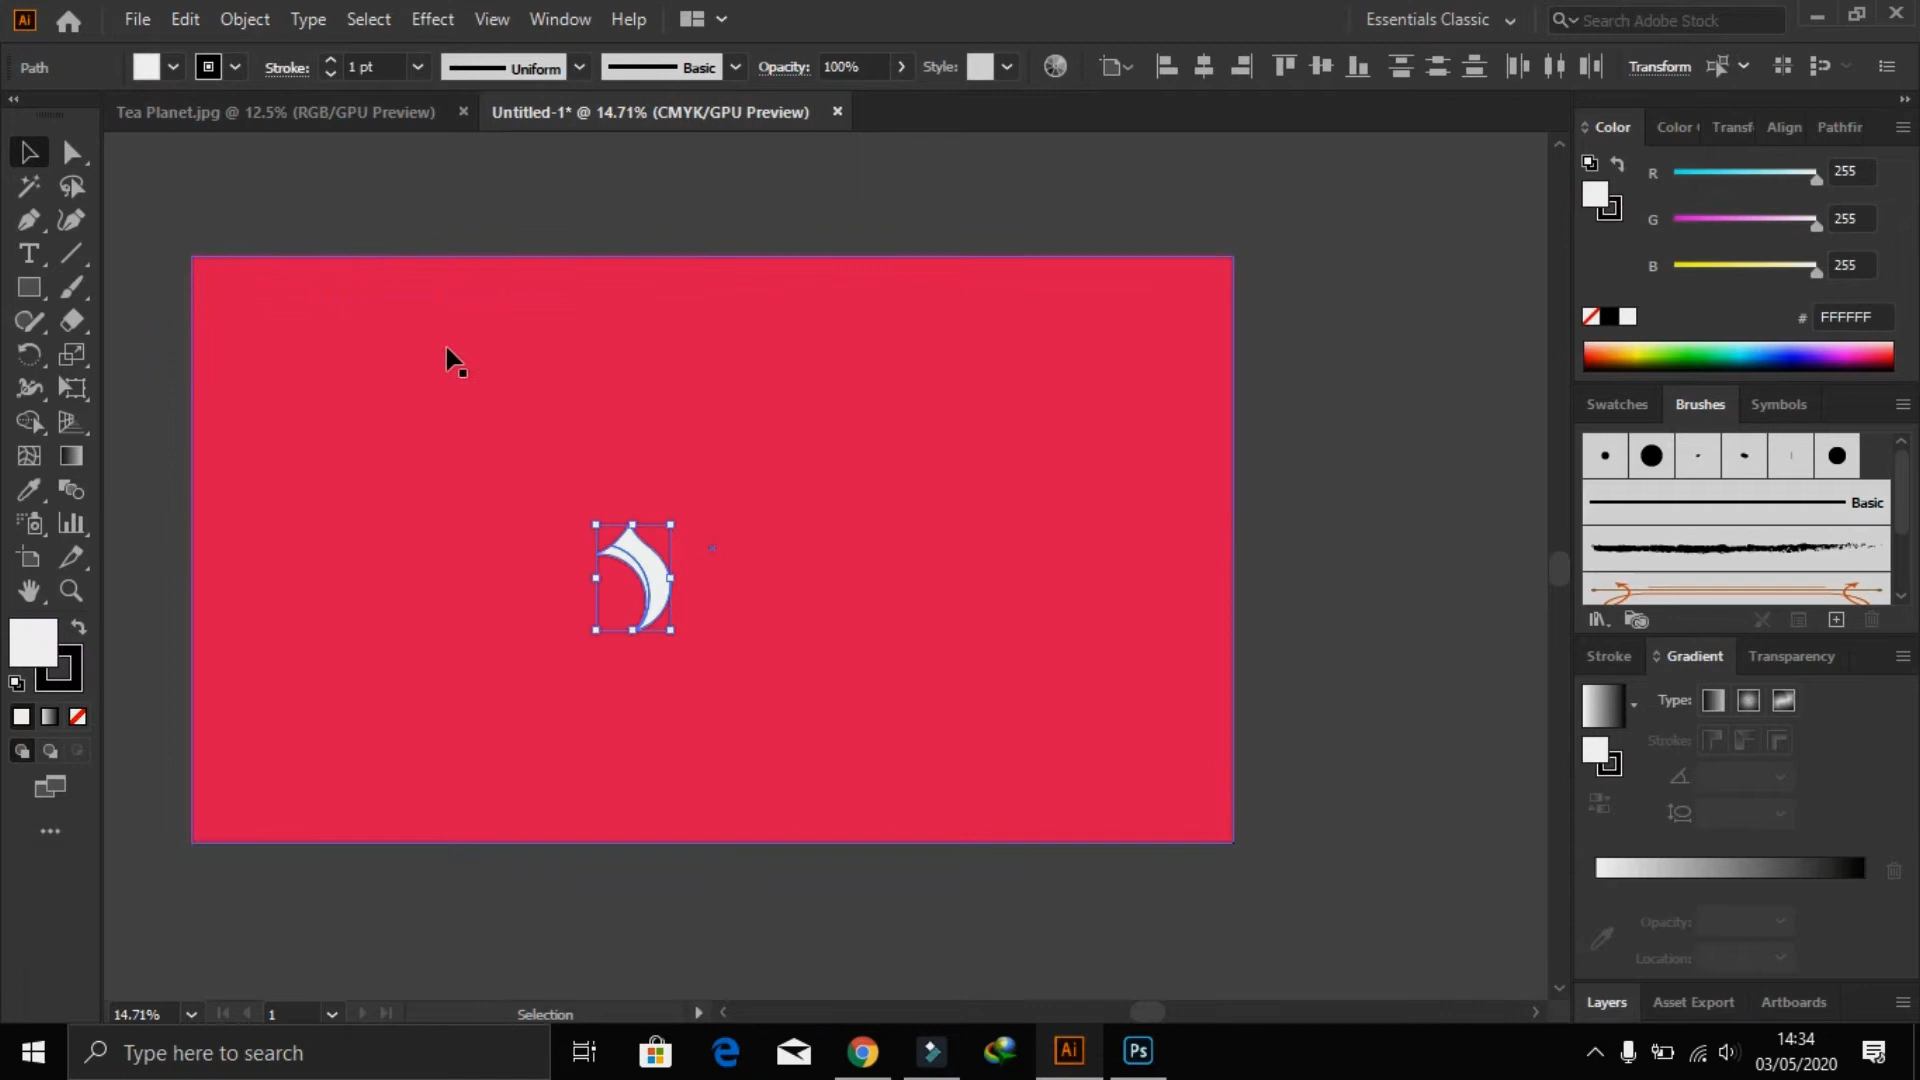 Ai File Edit Object Type Select Effect View Window Help Essentials Classic Search Adobe Stock
Path Stroke: 1 pt Uniform Basic Opacity: 100% Style: Transform
Tea Planet.jpg @ 12.5% (RGB/GPU Preview) Untitled-1* @ 14.71% (CMYK/GPU Preview)
Color Color Transf Align Pathfir
R 255
G 255
B 255
# FFFFFF
Swatches Brushes Symbols
Basic
Stroke Gradient Transparency
Type:
Stroke:
Opacity:
Location:
Layers Asset Export Artboards
14.71% 1 Selection
Type here to search Ai Ps 14:34
03/05/2020